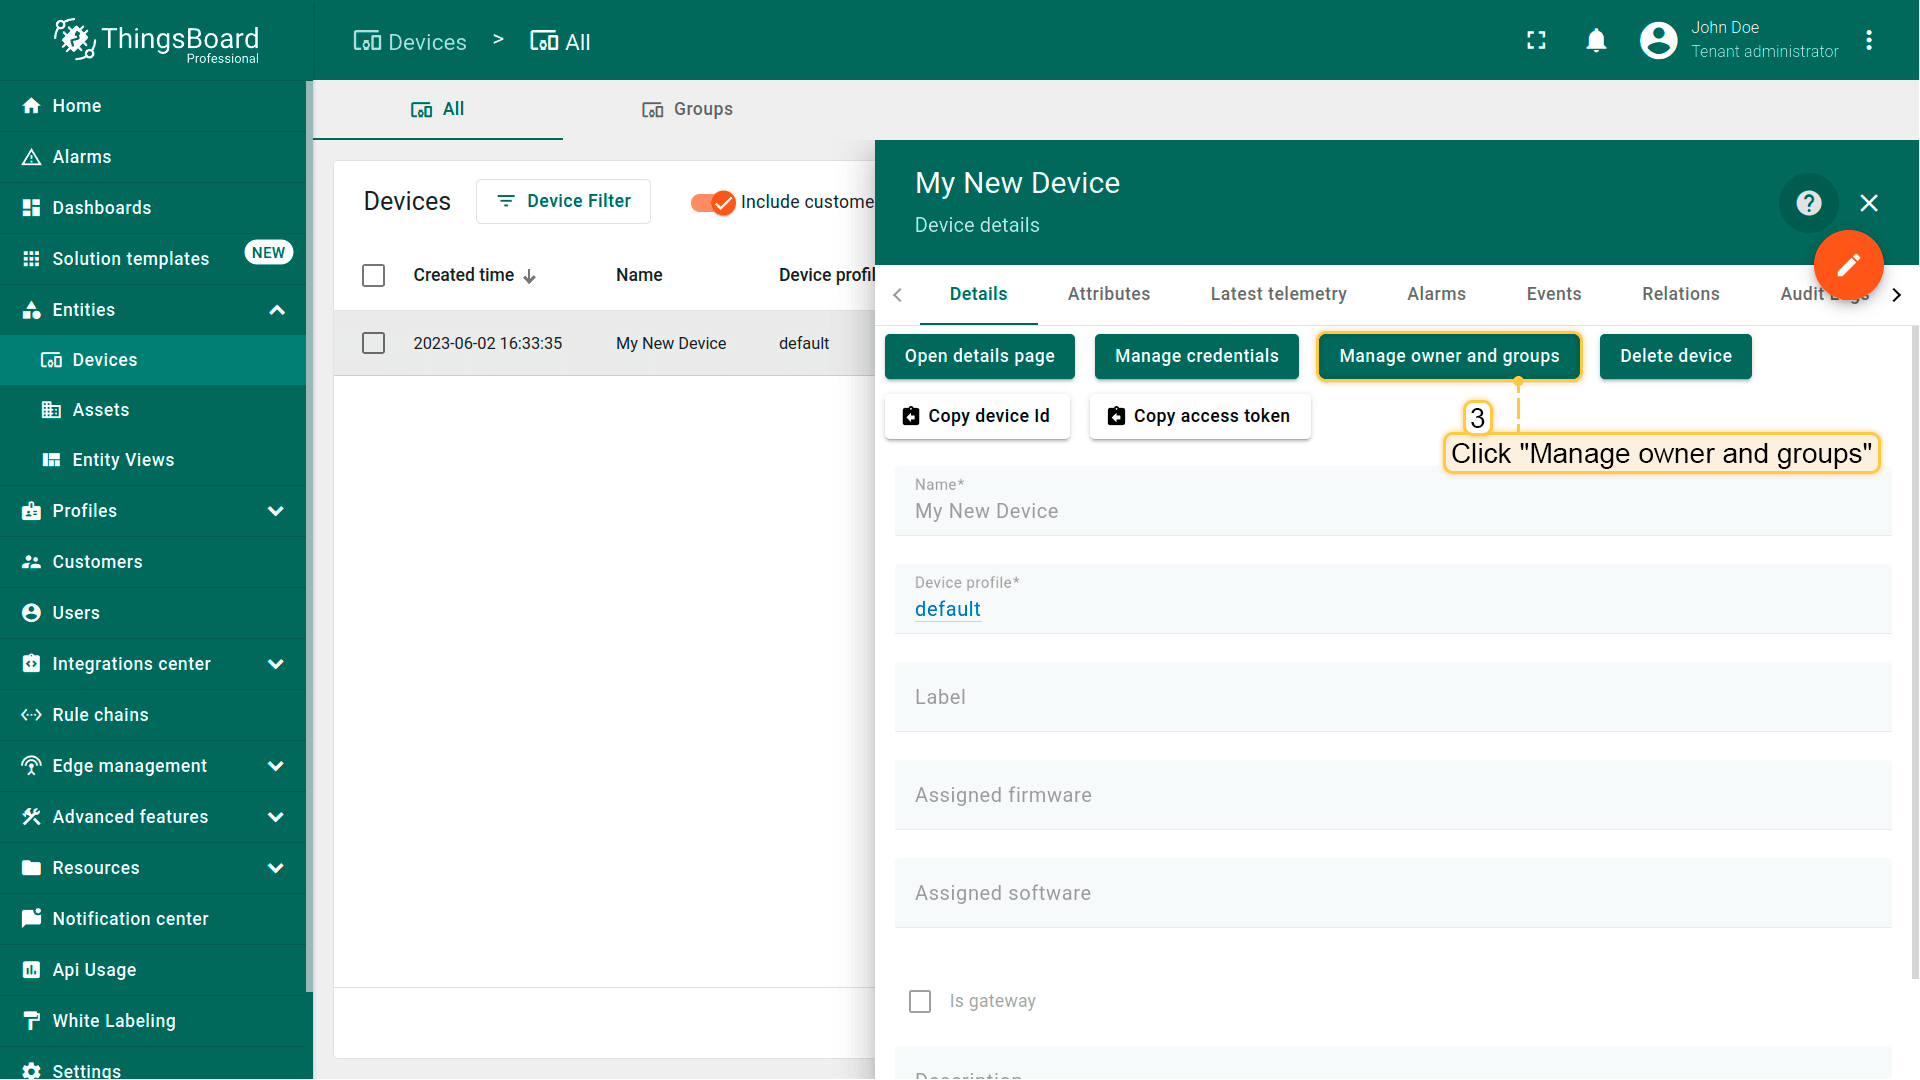 ThingsBoard
Professional
Devices > All
John Doe
Tenant administrator
Home
Alarms
Dashboards
Solution templates NEW
Entities
Devices
Assets
Entity Views
Profiles
Customers
Users
Integrations center
Rule chains
Edge management
Advanced features
Resources
Notification center
Api Usage
White Labeling
Settings
All Groups
Devices Device Filter Include custome
Created time Name Device profil
2023-06-02 16:33:35 My New Device default
My New Device
Device details
Details Attributes Latest telemetry Alarms Events Relations Audit Logs
Open details page Manage credentials Manage owner and groups Delete device
Copy device Id Copy access token
3
Click "Manage owner and groups"
Name*
My New Device
Device profile*
default
Label
Assigned firmware
Assigned software
Is gateway
Description